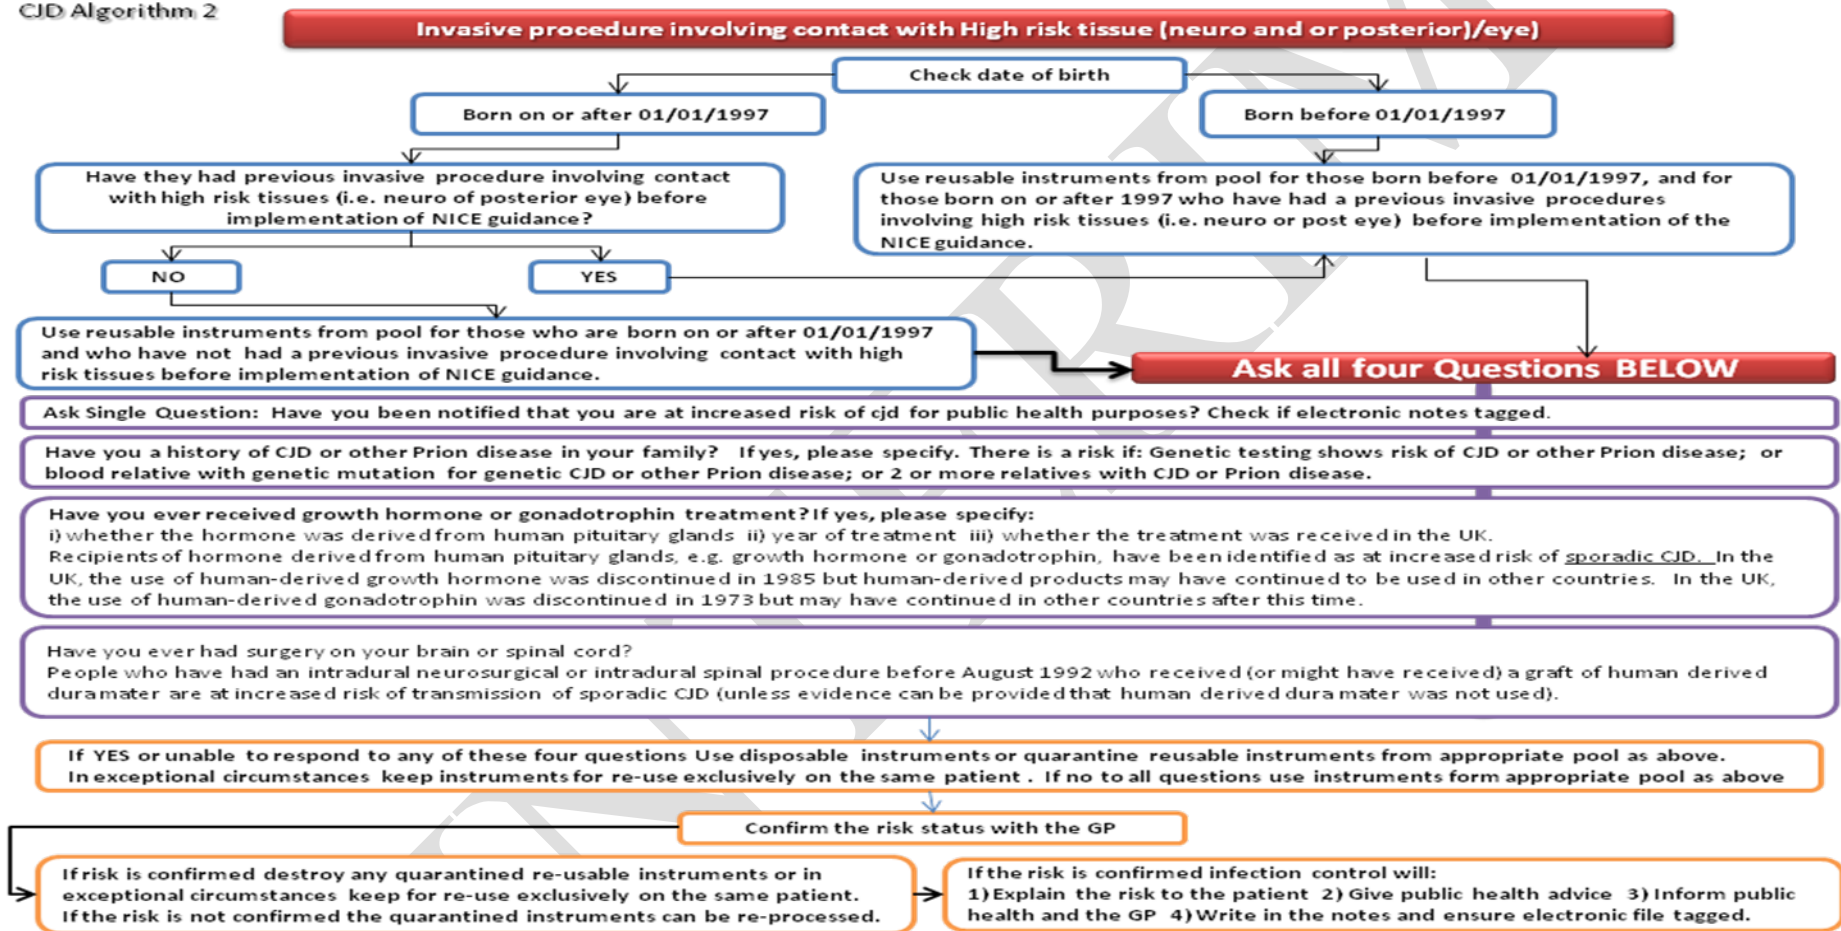 CJD Algorithm 2
Invasive procedure involving contact with High risk tissue (neuro and or posterior)/eye)
Check date of birth
Born on or after 01/01/1997
Born before 01/01/1997
Have they had previous invasive procedure involving contact
with high risk tissues (i.e. neuro of posterior eye) before
implementation of NICE guidance?
Use reusable instruments from pool for those born before 01/01/1997, and for
those born on or after 1997 who have had a previous invasive procedures
involving high risk tissues (i.e. neuro or post eye) before implementation of the
NICE guidance.
NO
YES
Use reusable instruments from pool for those who are born on or after 01/01/1997
and who have not had a previous invasive procedure involving contact with high
risk tissues before implementation of NICE guidance.
Ask all four Questions BELOW
Ask Single Question: Have you been notified that you are at increased risk of cjd for public health purposes? Check if electronic notes tagged.
Have you a history of CJD or other Prion disease in your family? If yes, please specify. There is a risk if: Genetic testing shows risk of CJD or other Prion disease; or
blood relative with genetic mutation for genetic CJD or other Prion disease; or 2 or more relatives with CJD or Prion disease.
Have you ever received growth hormone or gonadotrophin treatment? If yes, please specify:
i) whether the hormone was derived from human pituitary glands ii) year of treatment iii) whether the treatment was received in the UK.
Recipients of hormone derived from human pituitary glands, e.g. growth hormone or gonadotrophin, have been identified as at increased risk of sporadic CJD. In the
UK, the use of human-derived growth hormone was discontinued in 1985 but human-derived products may have continued to be used in other countries. In the UK,
the use of human-derived gonadotrophin was discontinued in 1973 but may have continued in other countries after this time.
Have you ever had surgery on your brain or spinal cord?
People who have had an intradural neurosurgical or intradural spinal procedure before August 1992 who received (or might have received) a graft of human derived
dura mater are at increased risk of transmission of sporadic CJD (unless evidence can be provided that human derived dura mater was not used).
If YES or unable to respond to any of these four questions Use disposable instruments or quarantine reusable instruments from appropriate pool as above.
In exceptional circumstances keep instruments for re-use exclusively on the same patient . If no to all questions use instruments form appropriate pool as above
Confirm the risk status with the GP
If risk is confirmed destroy any quarantined re-usable instruments or in
exceptional circumstances keep for re-use exclusively on the same patient.
If the risk is not confirmed the quarantined instruments can be re-processed.
If the risk is confirmed infection control will:
1) Explain the risk to the patient 2) Give public health advice 3) Inform public
health and the GP 4) Write in the notes and ensure electronic file tagged.